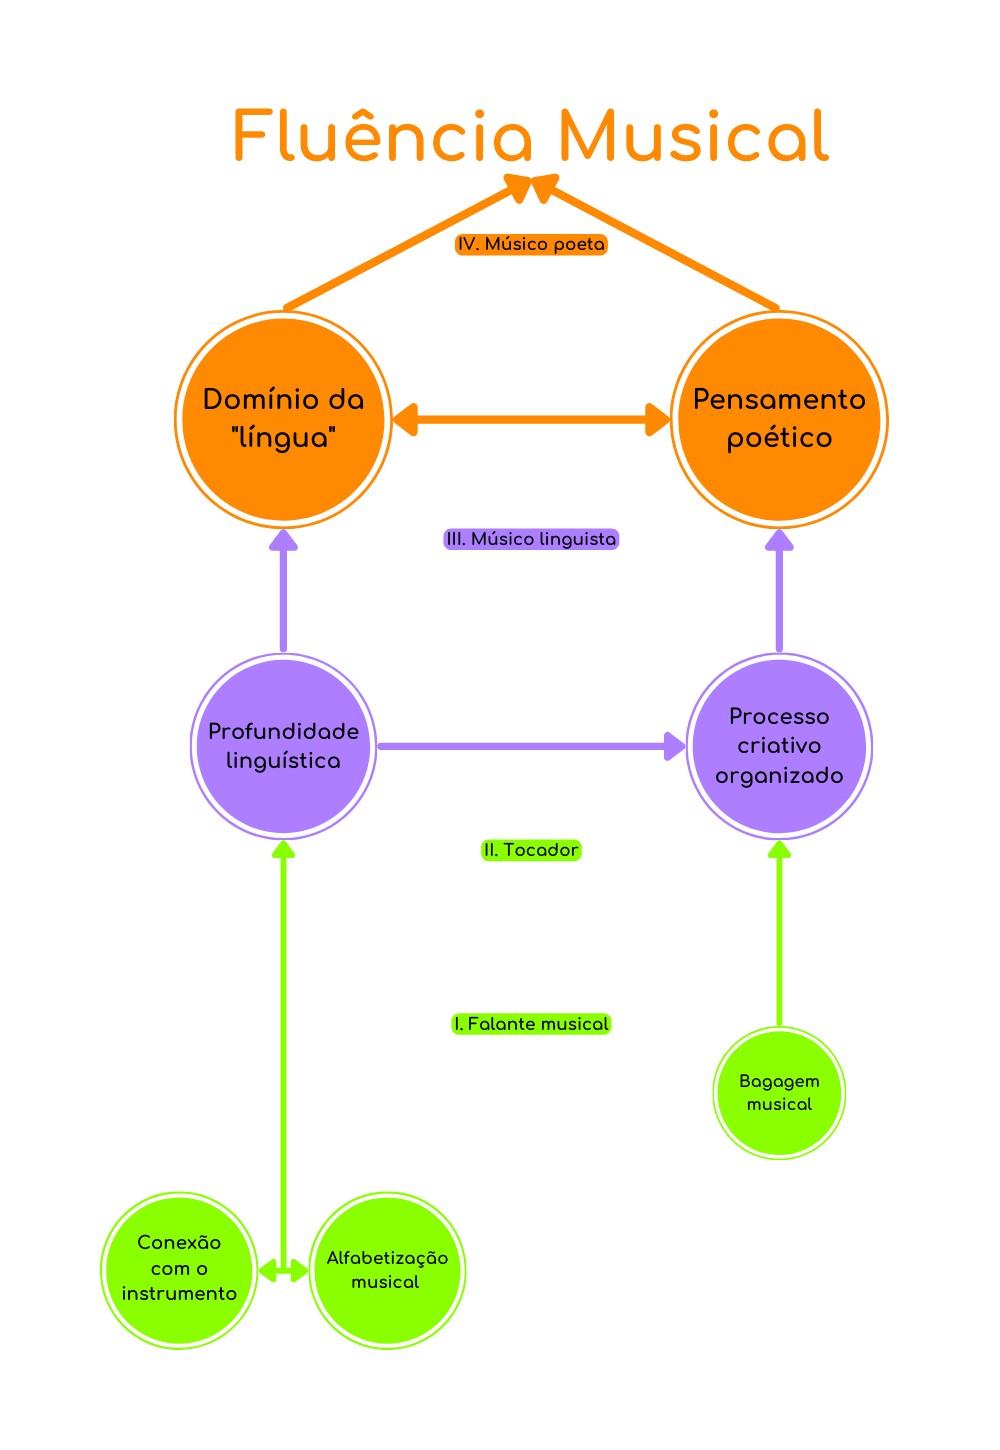 Fluência Musical
IV. Músico poeta
Domínio da
"língua"
Pensamento
poético
III. Músico linguista
Profundidade
linguística
Processo
criativo
organizado
II. Tocador
I. Falante musical
Bagagem
musical
Conexão
com o
instrumento
Alfabetização
musical